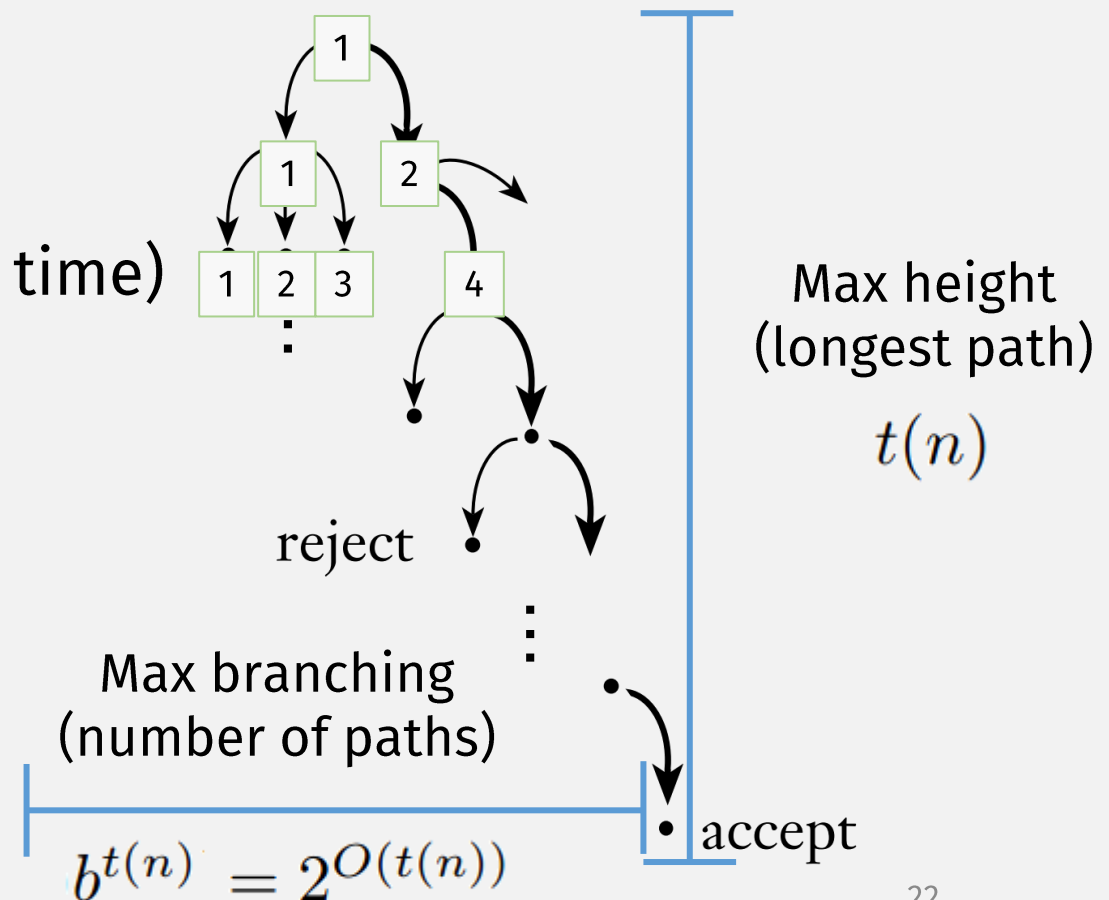 1
1 2
time) 1 2 3 4
⋮
Max height
(longest path)
t(n)
reject
⋮
Max branching
(number of paths)
accept
b^{t(n)} = 2^{O(t(n))}
22